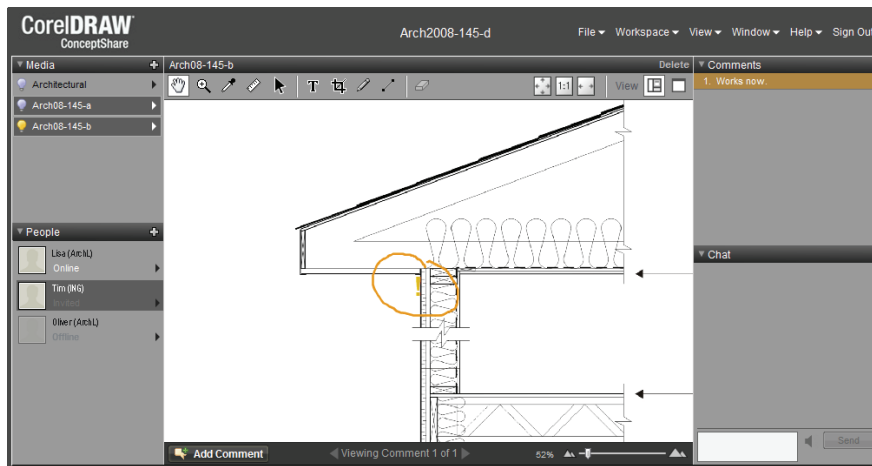 CorelDRAW
ConceptShare
Arch2008-145-d
File Workspace View Window Help Sign Out
Media
Architectural
Arch08-145-a
Arch08-145-b
People
Lisa (ArchL)
Online
Tim (ING)
Invited
Oliver (ArchL)
Offline
Arch08-145-b Delete
T 1:1 View
!
Add Comment Viewing Comment 1 of 1 52%
Comments
1. Works now.
Chat
Send